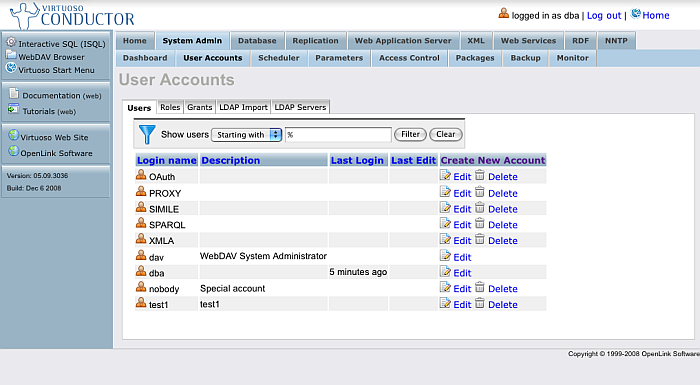 VIRTUOSO
CONDUCTOR
logged in as dba | Log out | Home
Interactive SQL (ISQL)
WebDAV Browser
Virtuoso Start Menu
Documentation (web)
Tutorials (web)
Virtuoso Web Site
OpenLink Software
Version: 05.09.3036
Build: Dec 6 2008
Home System Admin Database Replication Web Application Server XML Web Services RDF NNTP
Dashboard User Accounts Scheduler Parameters Access Control Packages Backup Monitor
User Accounts
Users Roles Grants LDAP Import LDAP Servers
Show users Starting with % Filter Clear
Login name Description Last Login Last Edit Create New Account
OAuth Edit Delete
PROXY Edit Delete
SIMILE Edit Delete
SPARQL Edit Delete
XMLA Edit Delete
dav WebDAV System Administrator Edit
dba 5 minutes ago Edit
nobody Special account Edit Delete
test1 test1 Edit Delete
Copyright © 1999-2008 OpenLink Software